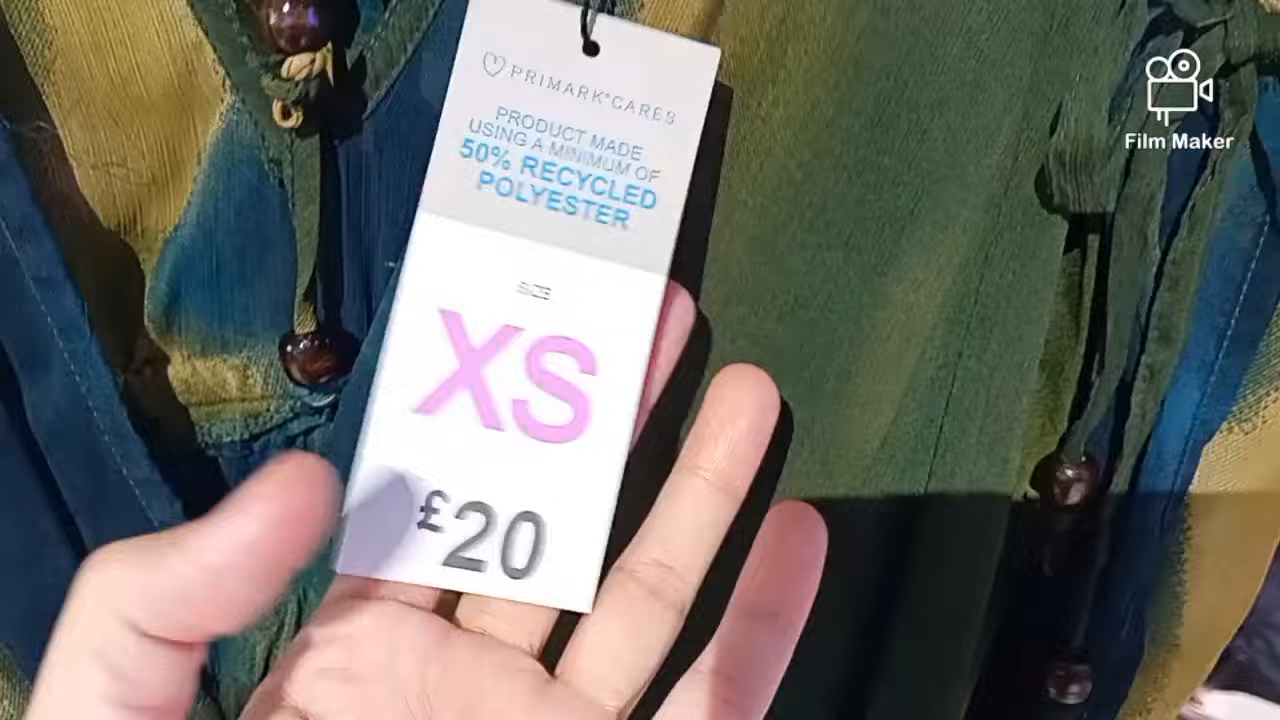 PRIMARK®CARES
PRODUCT MADE
USING A MINIMUM OF
50% RECYCLED
POLYESTER
SIZE
XS
£20
Film Maker